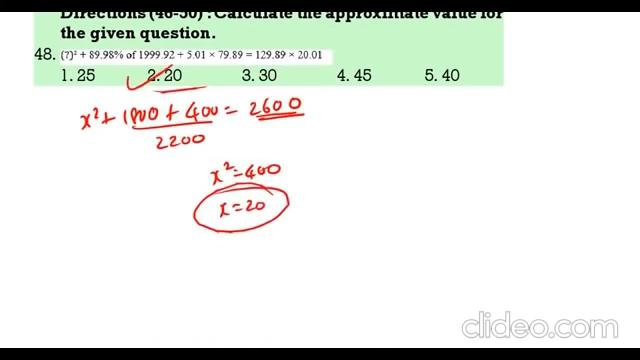 Directions (48-50) : Calculate the approximate value for
the given question.
48. (?)² + 89.98% of 1999.92 + 5.01 × 79.89 = 129.89 × 20.01
1. 25 2. 20 3. 30 4. 45 5. 40
x² + 1800 + 400 = 2600
2200
x² = 400
x = 20
clideo.com